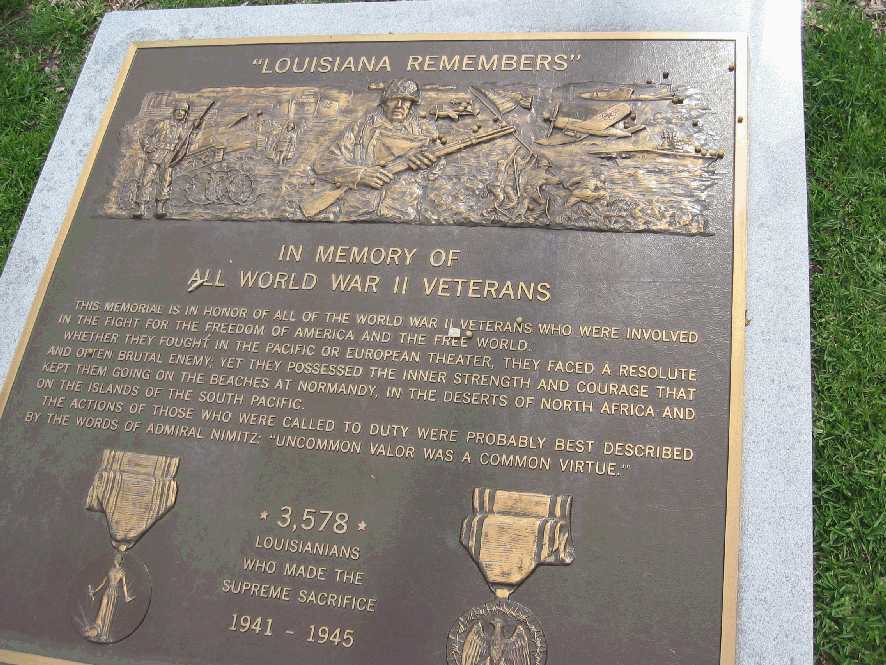 "LOUISIANA REMEMBERS"
IN MEMORY OF
ALL WORLD WAR II VETERANS
THIS MEMORIAL IS IN HONOR OF ALL OF THE WORLD WAR II VETERANS WHO WERE INVOLVED
IN THE FIGHT FOR THE FREEDOM OF AMERICA AND THE FREE WORLD.
WHETHER THEY FOUGHT IN THE PACIFIC OR EUROPEAN THEATER, THEY FACED A RESOLUTE
AND OFTEN BRUTAL ENEMY; YET THEY POSSESSED THE INNER STRENGTH AND COURAGE THAT
KEPT THEM GOING ON THE BEACHES AT NORMANDY, IN THE DESERTS OF NORTH AFRICA AND
ON THE ISLANDS OF THE SOUTH PACIFIC.
THE ACTIONS OF THOSE WHO WERE CALLED TO DUTY WERE PROBABLY BEST DESCRIBED
BY THE WORDS OF ADMIRAL NIMITZ; "UNCOMMON VALOR WAS A COMMON VIRTUE."
★ 3,578 ★
LOUISIANIANS
WHO MADE THE
SUPREME SACRIFICE
1941 - 1945